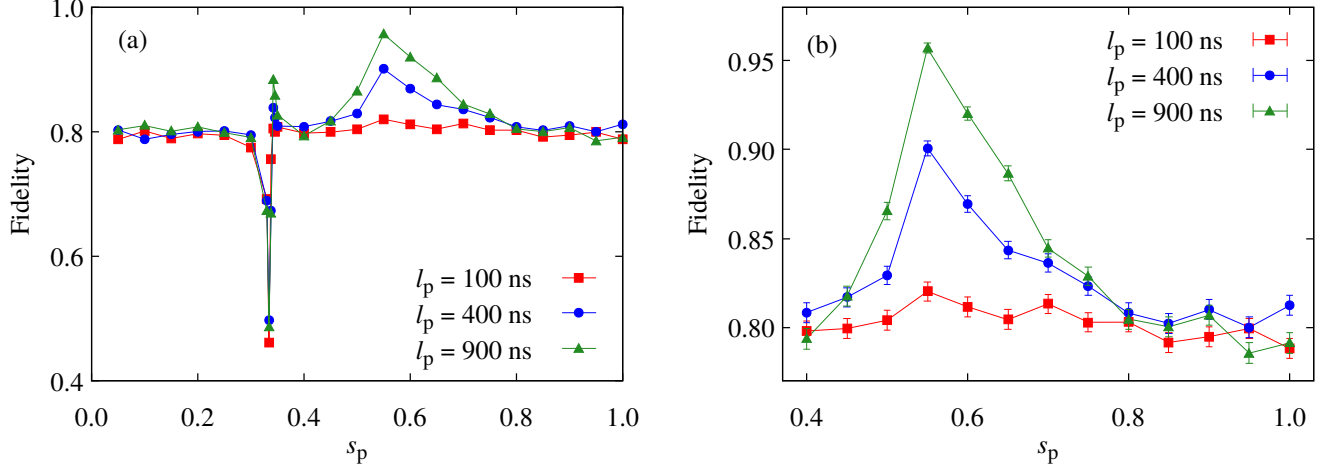 (a)
Fidelity
1.0
0.8
0.6
0.4
l_p = 100 ns
l_p = 400 ns
l_p = 900 ns
0.0 0.2 0.4 0.6 0.8 1.0
s_p
(b)
Fidelity
0.95
0.90
0.85
0.80
l_p = 100 ns
l_p = 400 ns
l_p = 900 ns
0.4 0.6 0.8 1.0
s_p